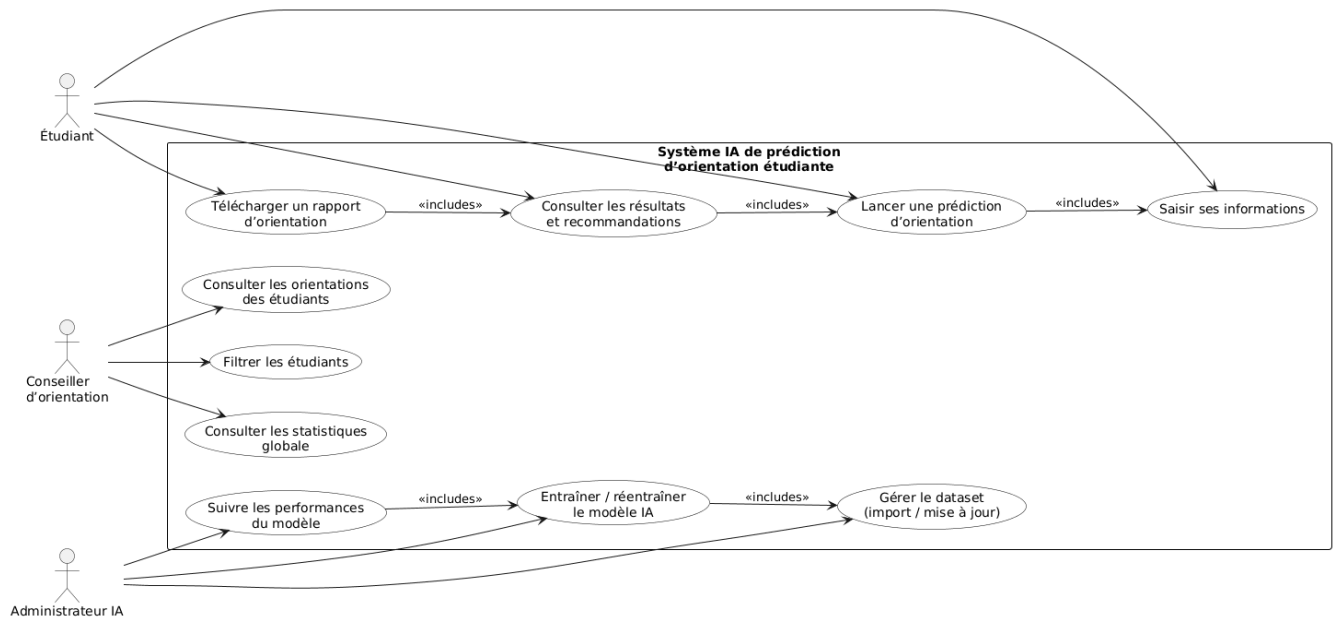 Étudiant
Système IA de prédiction
d’orientation étudiante
Télécharger un rapport
d’orientation
«includes»
Consulter les résultats
et recommandations
«includes»
Lancer une prédiction
d’orientation
«includes»
Saisir ses informations
Consulter les orientations
des étudiants
Filtrer les étudiants
Conseiller
d’orientation
Consulter les statistiques
globale
Suivre les performances
du modèle
«includes»
Entraîner / réentraîner
le modèle IA
«includes»
Gérer le dataset
(import / mise à jour)
Administrateur IA